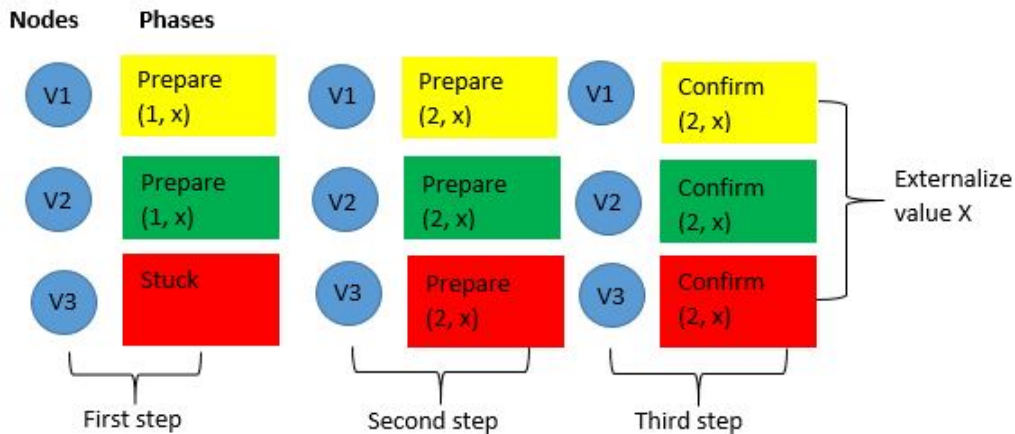 Nodes Phases
V1 Prepare V1 Prepare V1 Confirm
(1, x) (2, x) (2, x)
V2 Prepare V2 Prepare V2 Confirm
(1, x) (2, x) (2, x)
Externalize
value X
V3 Stuck V3 Prepare V3 Confirm
(2, x) (2, x)
First step Second step Third step